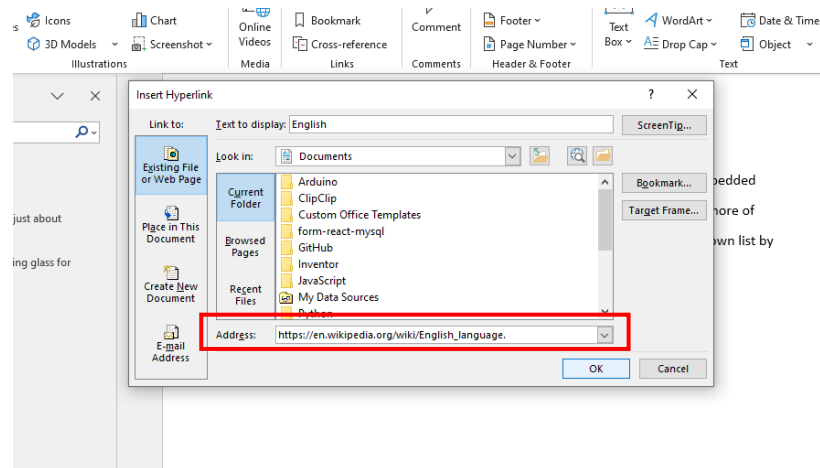 Icons
Chart
Online
Videos
Bookmark
Comment
Footer
Text
Box
WordArt
Date & Time
s
3D Models
Screenshot
Cross-reference
Page Number
Drop Cap
Object
Illustrations
Media
Links
Comments
Header & Footer
Text
Insert Hyperlink
?
Link to:
Text to display:
English
ScreenTip...
Existing File
or Web Page
Look in:
Documents
Current
Folder
Arduino
ClipClip
Custom Office Templates
form-react-mysql
GitHub
Inventor
JavaScript
My Data Sources
Python
Bookmark...
Target Frame...
Place in This
Document
Browsed
Pages
Create New
Document
Recent
Files
E-mail
Address
Address:
https://en.wikipedia.org/wiki/English_language.
OK
Cancel
just about
ing glass for
bedded
more of
own list by